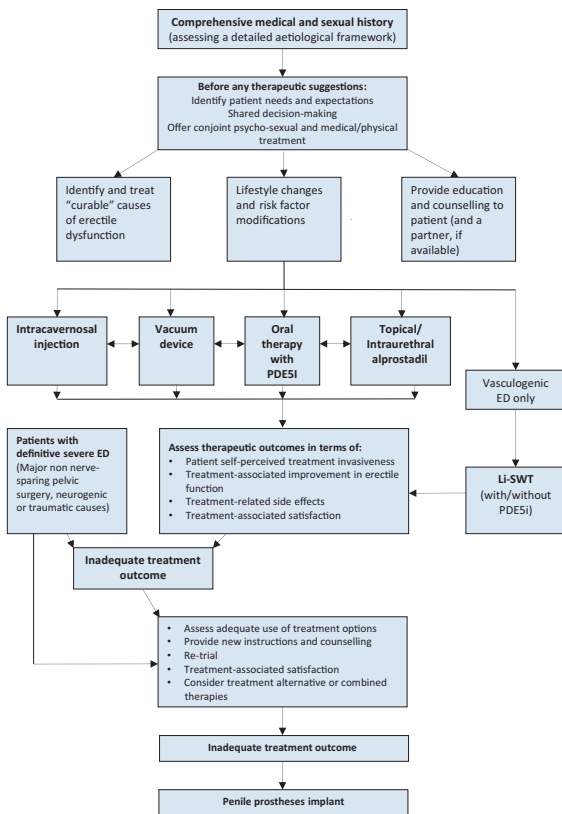 Comprehensive medical and sexual history
(assessing a detailed aetiological framework)
Before any therapeutic suggestions:
Identify patient needs and expectations
Shared decision-making
Offer conjoint psycho-sexual and medical/physical
treatment
Identify and treat
“curable” causes
of erectile
dysfunction
Lifestyle changes
and risk factor
modifications
Provide education
and counselling to
patient (and a
partner, if
available)
Intracavernosal
injection
Vacuum
device
Oral
therapy
with
PDE5I
Topical/
Intraurethral
alprostadil
Vasculogenic
ED only
Patients with
definitive severe ED
(Major non nerve-
sparing pelvic
surgery, neurogenic
or traumatic causes)
Assess therapeutic outcomes in terms of:
• Patient self-perceived treatment invasiveness
• Treatment-associated improvement in erectile
function
• Treatment-related side effects
• Treatment-associated satisfaction
Li-SWT
(with/without
PDE5i)
Inadequate treatment
outcome
• Assess adequate use of treatment options
• Provide new instructions and counselling
• Re-trial
• Treatment-associated satisfaction
• Consider treatment alternative or combined
therapies
Inadequate treatment outcome
Penile prostheses implant